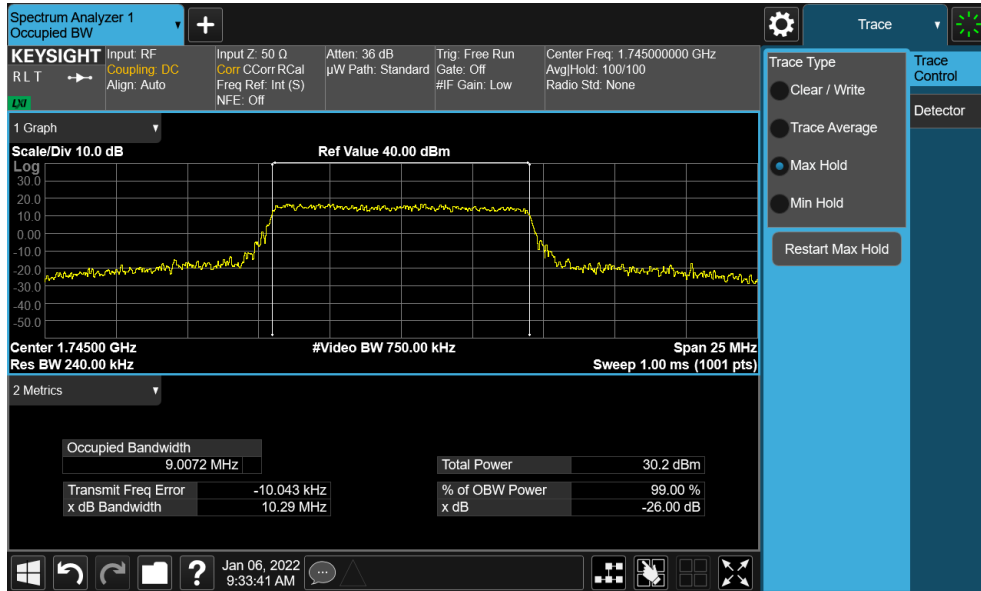 Spectrum Analyzer 1
Occupied BW
+
Trace
KEYSIGHT
R L T
LXI
Input: RF
Coupling: DC
Align: Auto
Input Z: 50 Ω
Corr CCorr RCal
Freq Ref: Int (S)
NFE: Off
Atten: 36 dB
µW Path: Standard
Trig: Free Run
Gate: Off
#IF Gain: Low
Center Freq: 1.745000000 GHz
Avg|Hold: 100/100
Radio Std: None
1 Graph
Scale/Div 10.0 dB
Ref Value 40.00 dBm
Log
30.0
20.0
10.0
0.00
-10.0
-20.0
-30.0
-40.0
-50.0
Center 1.74500 GHz
#Video BW 750.00 kHz
Span 25 MHz
Res BW 240.00 kHz
Sweep 1.00 ms (1001 pts)
2 Metrics
Occupied Bandwidth
9.0072 MHz
Total Power 30.2 dBm
Transmit Freq Error -10.043 kHz
% of OBW Power 99.00 %
x dB Bandwidth 10.29 MHz
x dB -26.00 dB
Trace Type
Clear / Write
Trace Average
Max Hold
Min Hold
Restart Max Hold
Trace
Control
Detector
?
Jan 06, 2022
9:33:41 AM